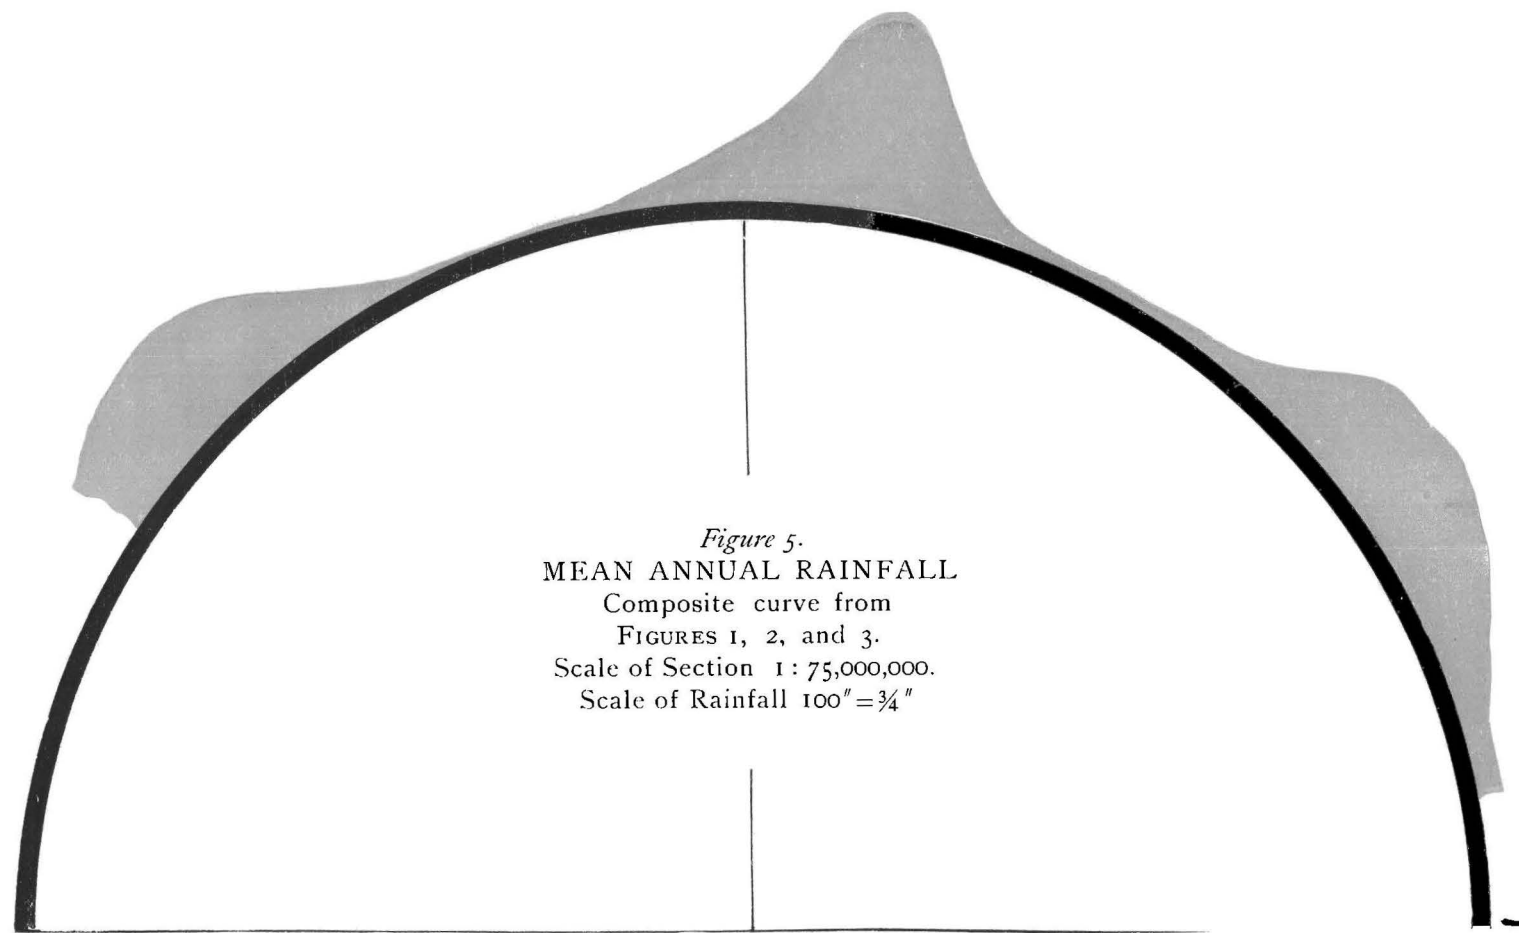 Figure 5.
MEAN ANNUAL RAINFALL
Composite curve from
FIGURES 1, 2, and 3.
Scale of Section 1 : 75,000,000.
Scale of Rainfall 100" = ¾"